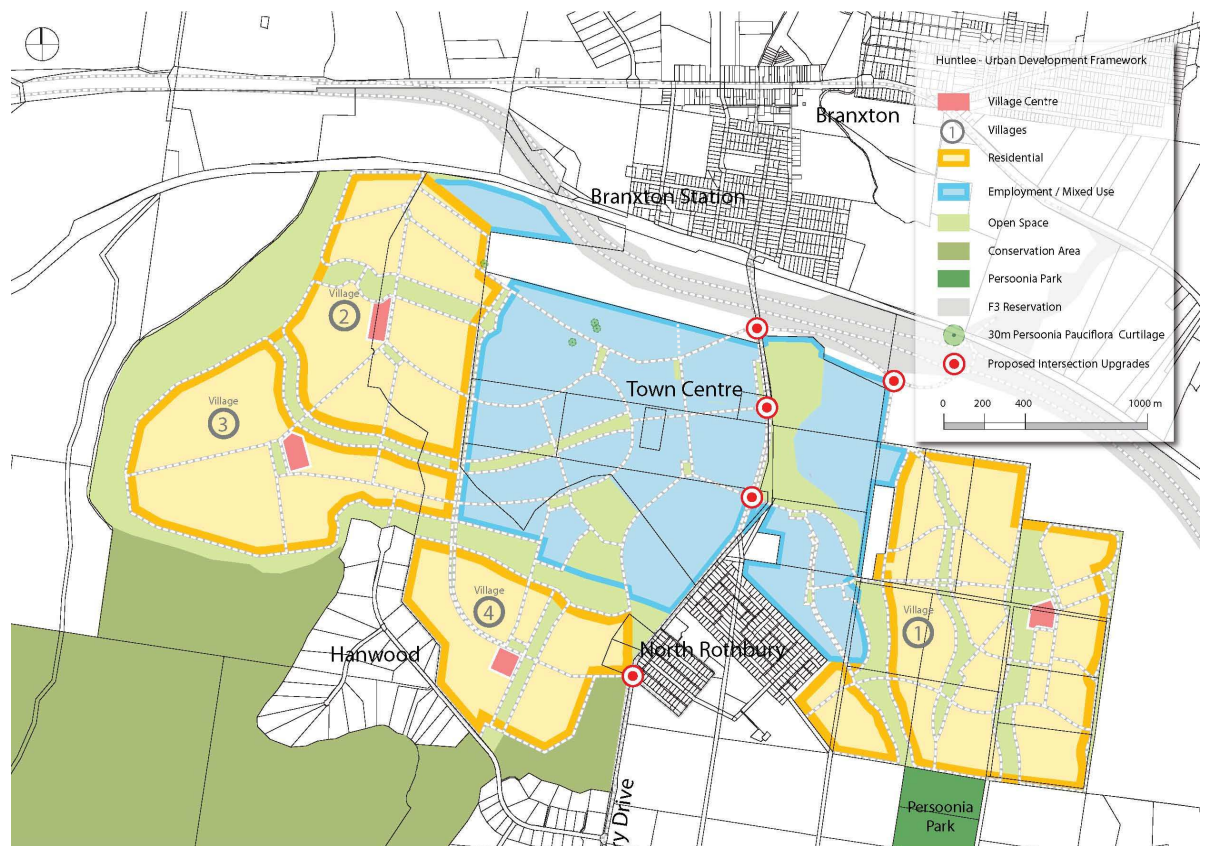 Huntlee - Urban Development Framework
Village Centre
1
Villages
Residential
Employment / Mixed Use
Open Space
Conservation Area
Persoonia Park
F3 Reservation
30m Persoonia Pauciflora Curtilage
Proposed Intersection Upgrades
0 200 400 1000 m
Branxton
Branxton Station
Village
2
Town Centre
Village
3
Village
4
Village
1
Hanwood
North Rothbury
ry Drive
Persoonia
Park